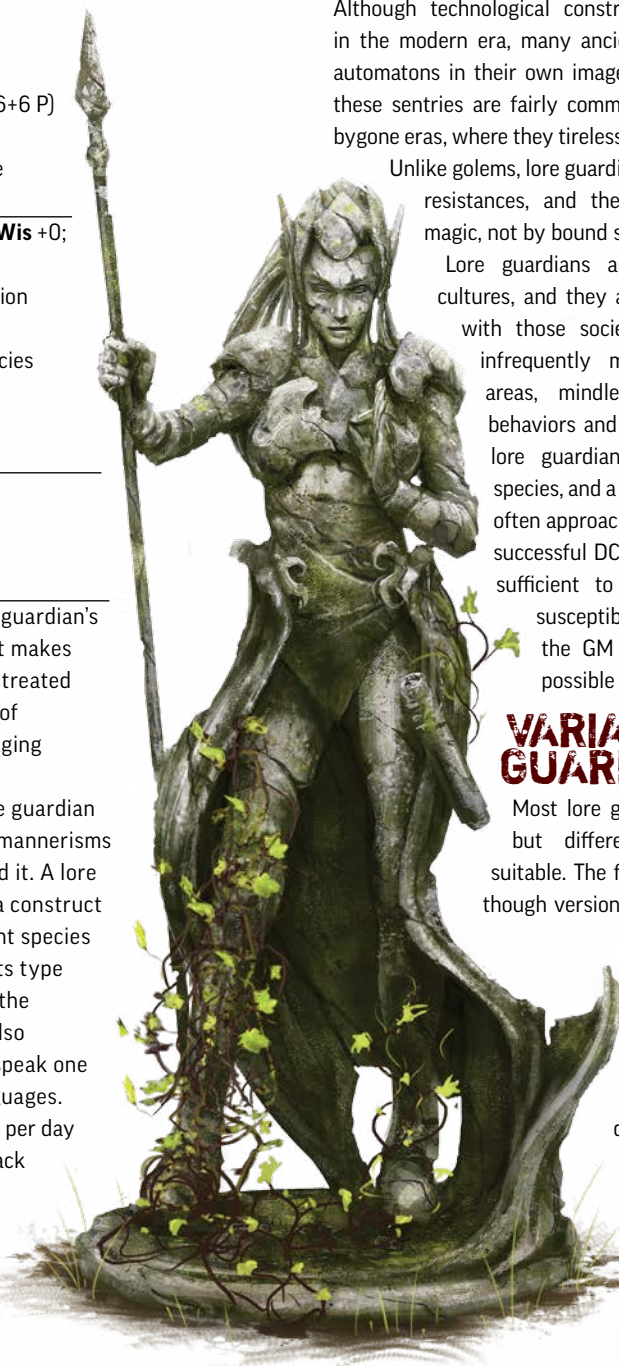 6+6 P)
e
Wis +0;
ion
cies
guardian's
t makes
treated
of
ging
e guardian
mannerisms
d it. A lore
a construct
nt species
ts type
the
lso
speak one
guages.
per day
ack
Although technological constr
in the modern era, many anci
automatons in their own image
these sentries are fairly comm
bygone eras, where they tireless
Unlike golems, lore guardi
resistances, and the
magic, not by bound s
Lore guardians a
cultures, and they a
with those socie
infrequently m
areas, mindle
behaviors and
lore guardian
species, and a
often approac
successful DC
sufficient to
susceptib
the GM
possible
VARIA
GUAR
Most lore g
but differe
suitable. The f
though version